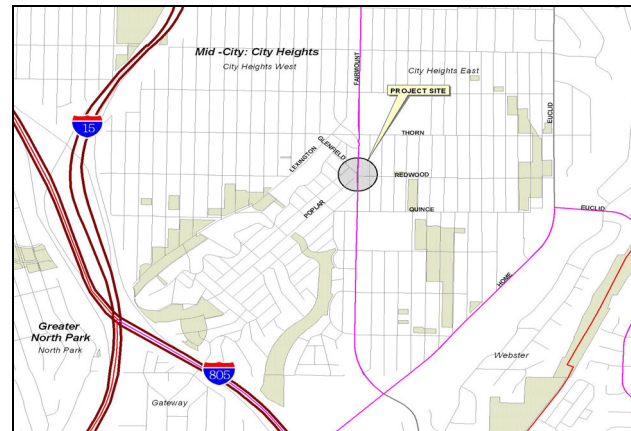 Mid -City: City Heights
City Heights West
FAIRMOUNT
City Heights East
PROJECT SITE
EUCLID
15
THORN
GLENFIELD
LEXINGTON
REDWOOD
POPLAR
QUINCE
EUCLID
HOME
Greater
North Park
North Park
Webster
805
Gateway